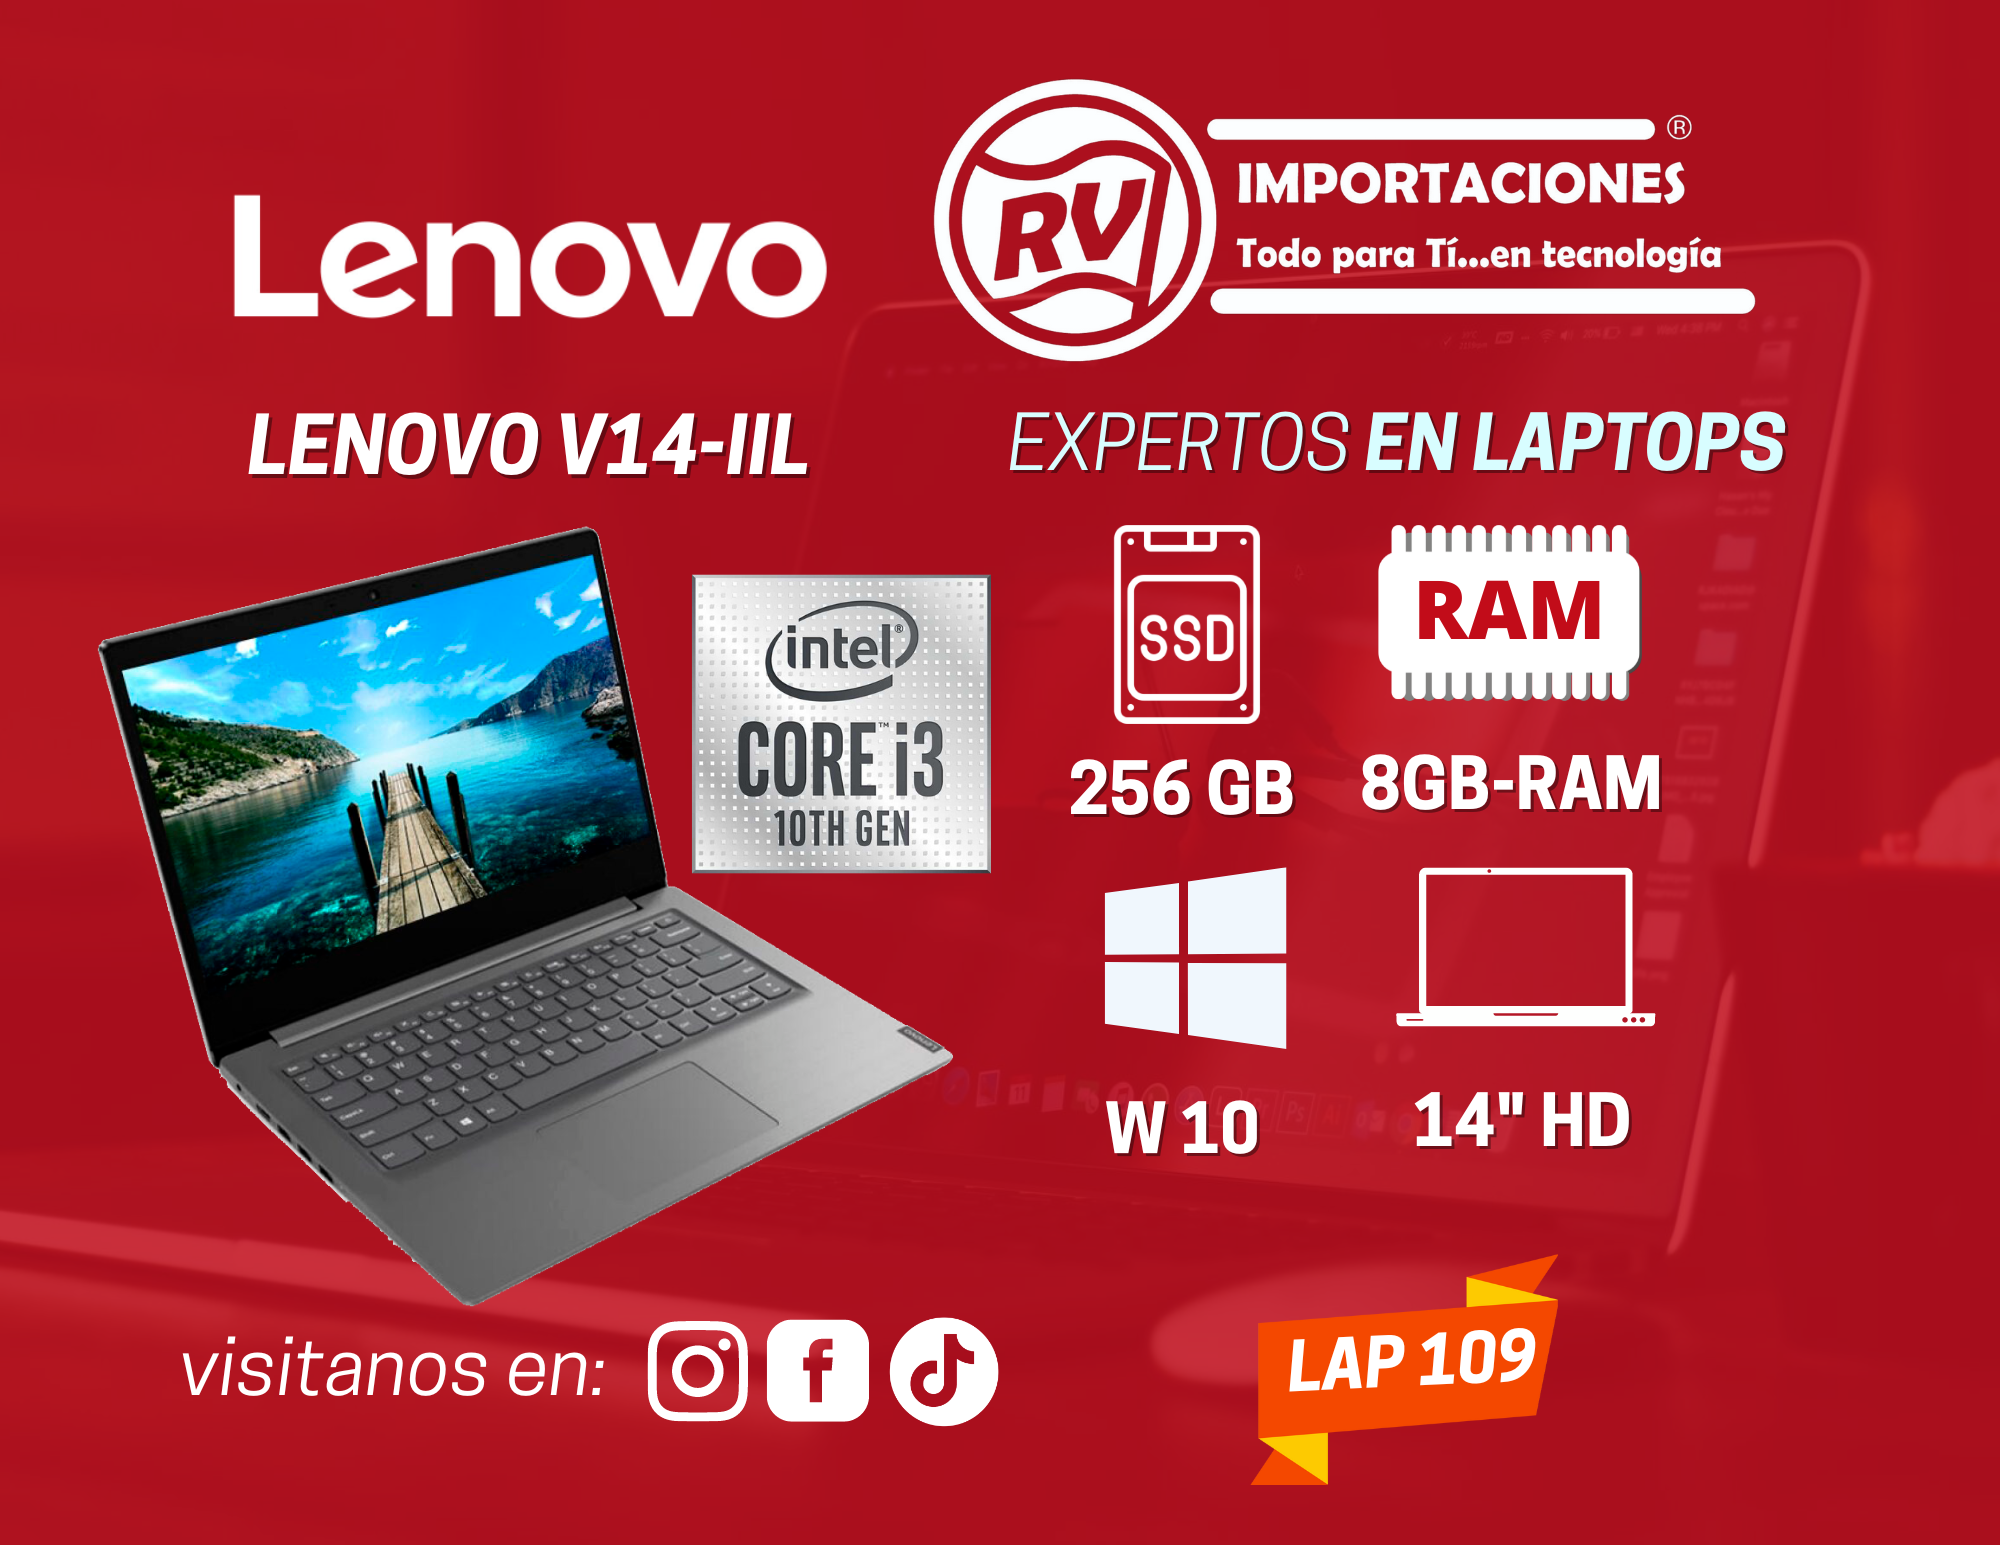 Lenovo
RV
IMPORTACIONES
®
Todo para Tí...en tecnología
LENOVO V14-IIL
EXPERTOS EN LAPTOPS
intel®
CORE™ i3
10TH GEN
SSD
RAM
256 GB
8GB-RAM
W 10
14" HD
visitanos en:
LAP 109